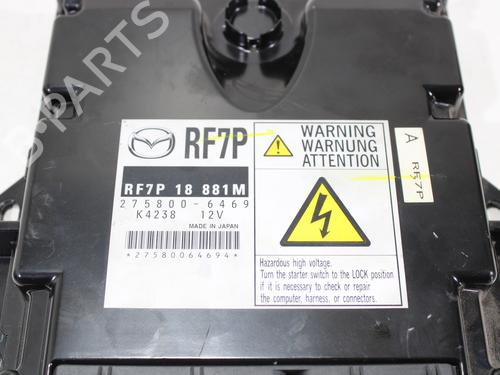 RF7P
RF7P 18 881M
275800-6469
K4238 12V
MADE IN JAPAN
*27580064694*
WARNING
WARNUNG
ATTENTION
Hazardous high voltage.
Turn the starter switch to the LOCK position
if it is necessary to check or repair
the computer, harness, or connectors.
A RF7P
B-PARTS